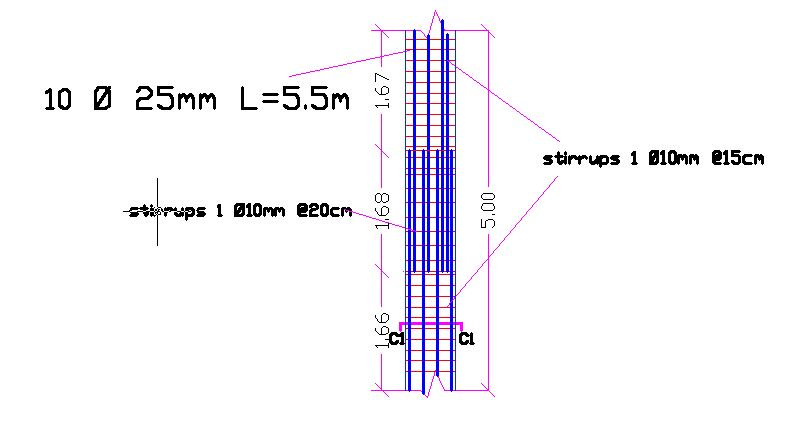 10 Ø 25mm L=5.5m
1.67
stirrups 1 Ø10mm @15cm
stirrups 1 Ø10mm @20cm
1.68
5.00
1.66
C1
C1